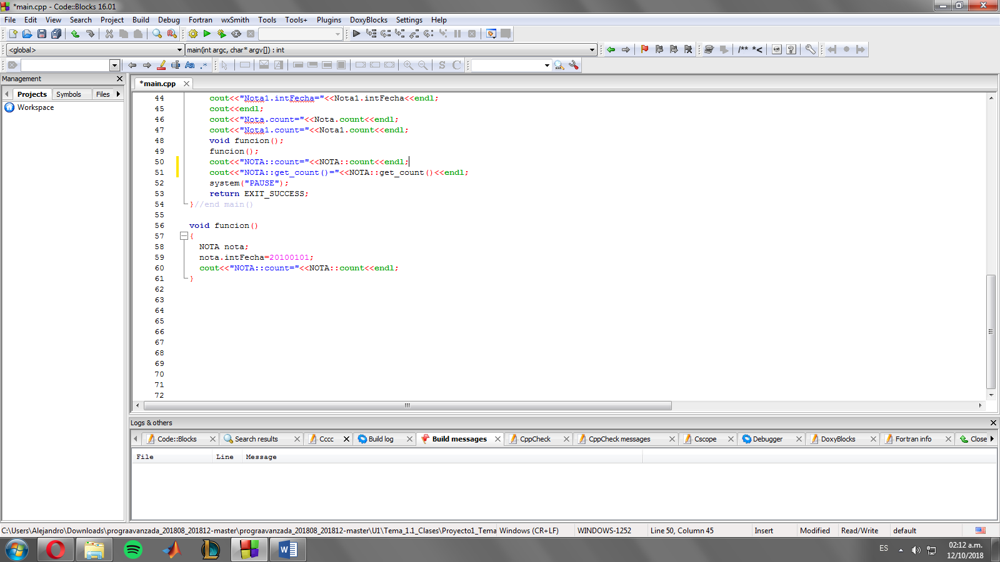 *main.cpp - Code::Blocks 16.01
File Edit View Search Project Build Debug Fortran wxSmith Tools Tools+ Plugins DoxyBlocks Settings Help
<global> main(int argc, char* argv[]) : int /** *<
Aa .* S C
Management
Projects Symbols Files
Workspace
*main.cpp
44 cout<<"Nota1.intFecha="<<Nota1.intFecha<<endl;
45 cout<<endl;
46 cout<<"Nota.count="<<Nota.count<<endl;
47 cout<<"Nota1.count="<<Nota1.count<<endl;
48 void funcion();
49 funcion();
50 cout<<"NOTA::count="<<NOTA::count<<endl;
51 cout<<"NOTA::get_count()="<<NOTA::get_count()<<endl;
52 system("PAUSE");
53 return EXIT_SUCCESS;
54 }//end main()
55
56 void funcion()
57 {
58 NOTA nota;
59 nota.intFecha=20100101;
60 cout<<"NOTA::count="<<NOTA::count<<endl;
61 }
62
63
64
65
66
67
68
69
70
71
72
Logs & others
Code::Blocks Search results Cccc Build log Build messages CppCheck CppCheck messages Cscope Debugger DoxyBlocks Fortran info Close
File Line Message
C:\Users\Alejandro\Downloads\prograavanzada_201808_201812-master\prograavanzada_201808_201812-master\U1\Tema_1.1_Clases\Proyecto1_Tema Windows (CR+LF) WINDOWS-1252 Line 50, Column 45 Insert Modified Read/Write default
ES 02:12 a.m.
12/10/2018